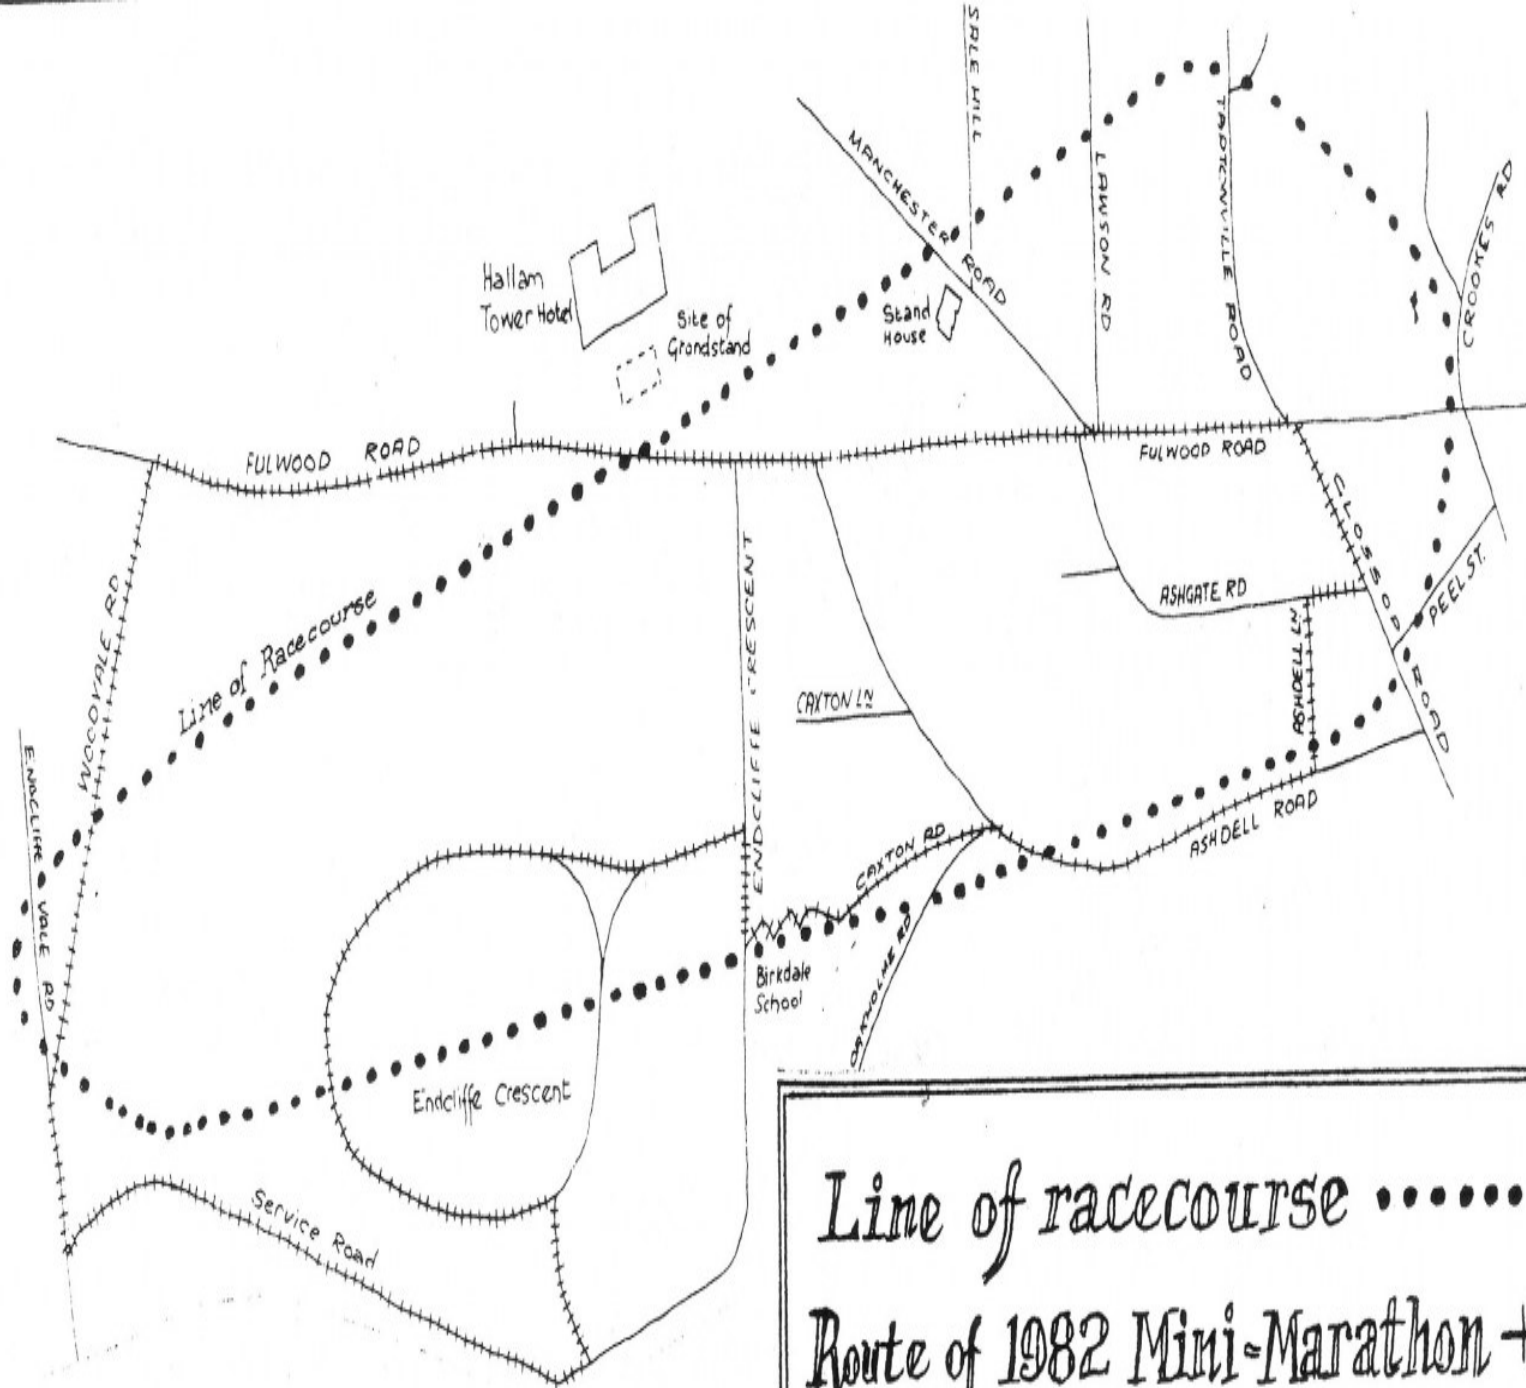 SALE HILL
MANCHESTER ROAD
LAWSON RD
TAPTONVILLE ROAD
CROOKES RD
Hallam
Tower Hotel
Site of
Grandstand
Stand
House
FULWOOD ROAD
FULWOOD ROAD
GLOSSOP ROAD
PEEL ST.
WOODVALE RD
Line of Racecourse
ENDCLIFFE CRESCENT
ASHGATE RD
ASHDELL LN
CAXTON LN
ENDCLIFFE VALE RD
CAXTON RD
ASHDELL ROAD
OAKHOLME RD
Birkdale
School
Endcliffe Crescent
Service Road
Line of racecourse
Route of 1982 Mini-Marathon